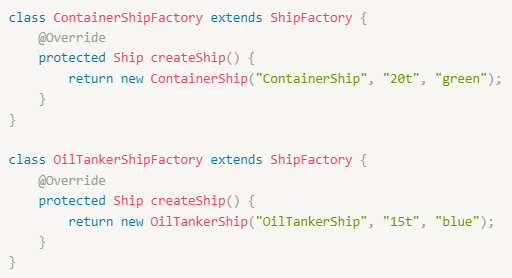 class ContainerShipFactory extends ShipFactory {
    @Override
    protected Ship createShip() {
        return new ContainerShip("ContainerShip", "20t", "green");
    }
}

class OilTankerShipFactory extends ShipFactory {
    @Override
    protected Ship createShip() {
        return new OilTankerShip("OilTankerShip", "15t", "blue");
    }
}